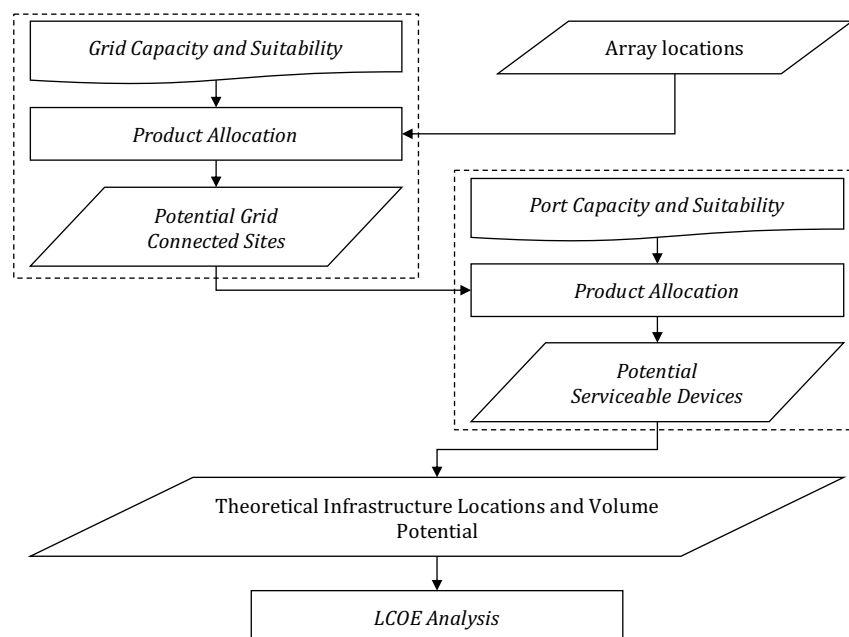 Grid Capacity and Suitability
Array locations
Product Allocation
Potential Grid
Connected Sites
Port Capacity and Suitability
Product Allocation
Potential
Serviceable Devices
Theoretical Infrastructure Locations and Volume
Potential
LCOE Analysis